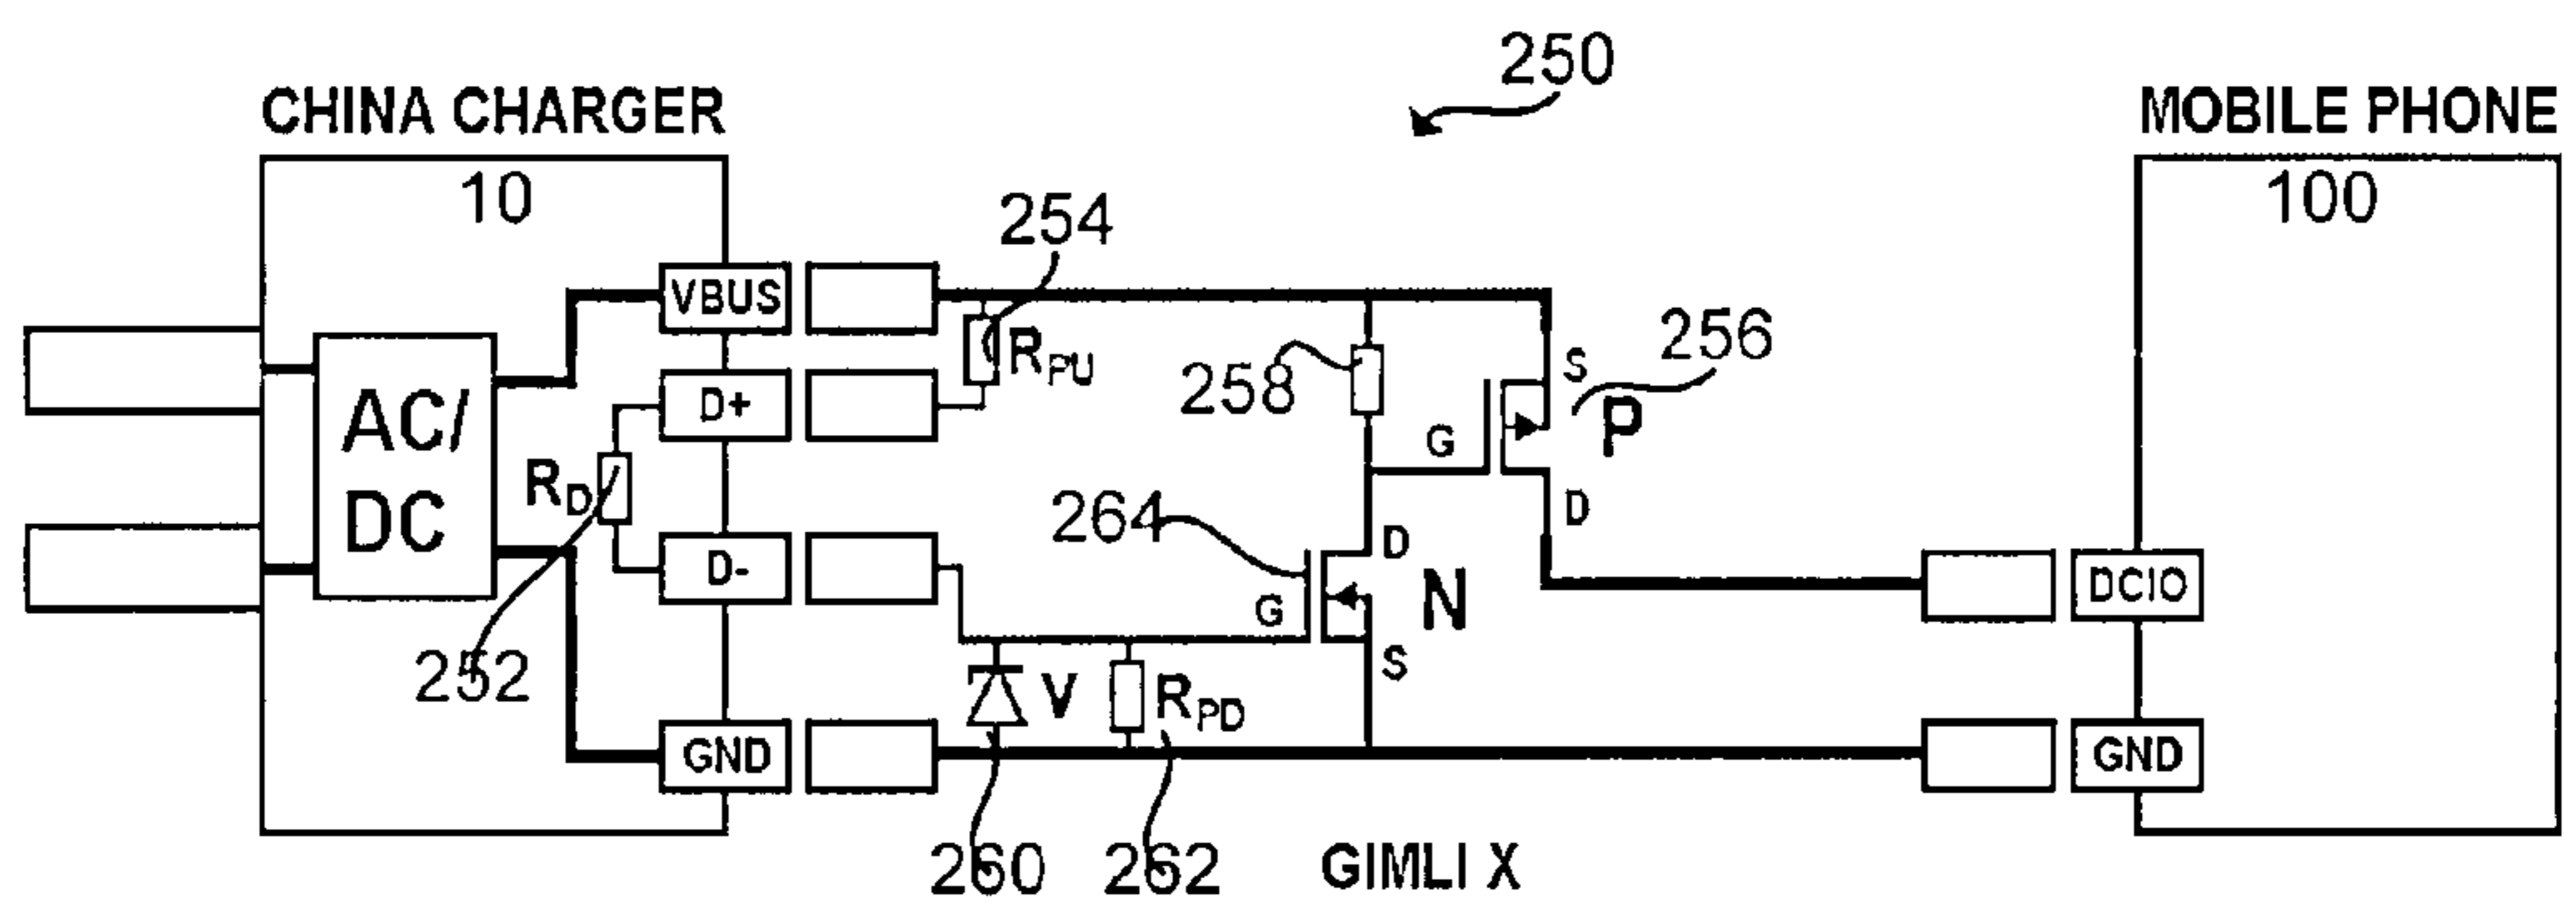 250
CHINA CHARGER
MOBILE PHONE
10
100
254
VBUS
RPU
256
S
P
258
D+
AC/
DC
G
RD
D
264
D
D-
N
G
DCIO
252
S
V
RPD
GND
GND
260
262
GIMLI X